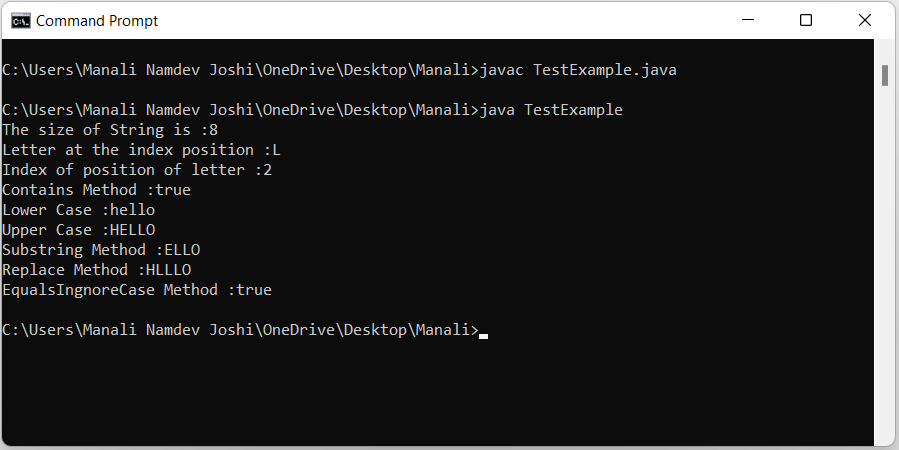 Command Prompt
C:\Users\Manali Namdev Joshi\OneDrive\Desktop\Manali>javac TestExample.java
C:\Users\Manali Namdev Joshi\OneDrive\Desktop\Manali>java TestExample
The size of String is :8
Letter at the index position :L
Index of position of letter :2
Contains Method :true
Lower Case :hello
Upper Case :HELLO
Substring Method :ELLO
Replace Method :HLLLO
EqualsIngnoreCase Method :true
C:\Users\Manali Namdev Joshi\OneDrive\Desktop\Manali>